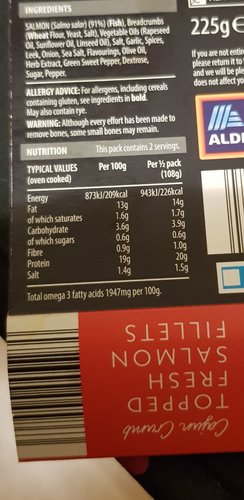 INGREDIENTS
SALMON (Salmo salar) (91%) (Fish), Breadcrumbs
(Wheat Flour, Yeast, Salt), Vegetable Oils (Rapeseed
Oil, Sunflower Oil, Linseed Oil), Salt, Garlic, Spices,
Leek, Onion, Sea Salt, Flavourings, Olive Oil,
Herb Extract, Green Sweet Pepper, Dextrose,
Sugar, Pepper.
ALLERGY ADVICE: For allergens, including cereals
containing gluten, see ingredients in bold.
May also contain rye.
WARNING: Although every effort has been made to
remove bones, some small bones may remain.
NUTRITION This pack contains 2 servings.
TYPICAL VALUES Per 100g Per ½ pack
(oven cooked) (108g)
Energy 873kJ/209kcal 943kJ/226kcal
Fat 13g 14g
of which saturates 1.6g 1.7g
Carbohydrate 3.6g 3.9g
of which sugars 0.6g 0.6g
Fibre 0.9g 1.0g
Protein 19g 20g
Salt 1.4g 1.5g
Total omega 3 fatty acids 1947mg per 100g.
225g e
If you are not enti
please return it to
and we will be ple
does not affect yo
ALDI
Cajun Crumb
TOPPED
FRESH
SALMON
FILLETS